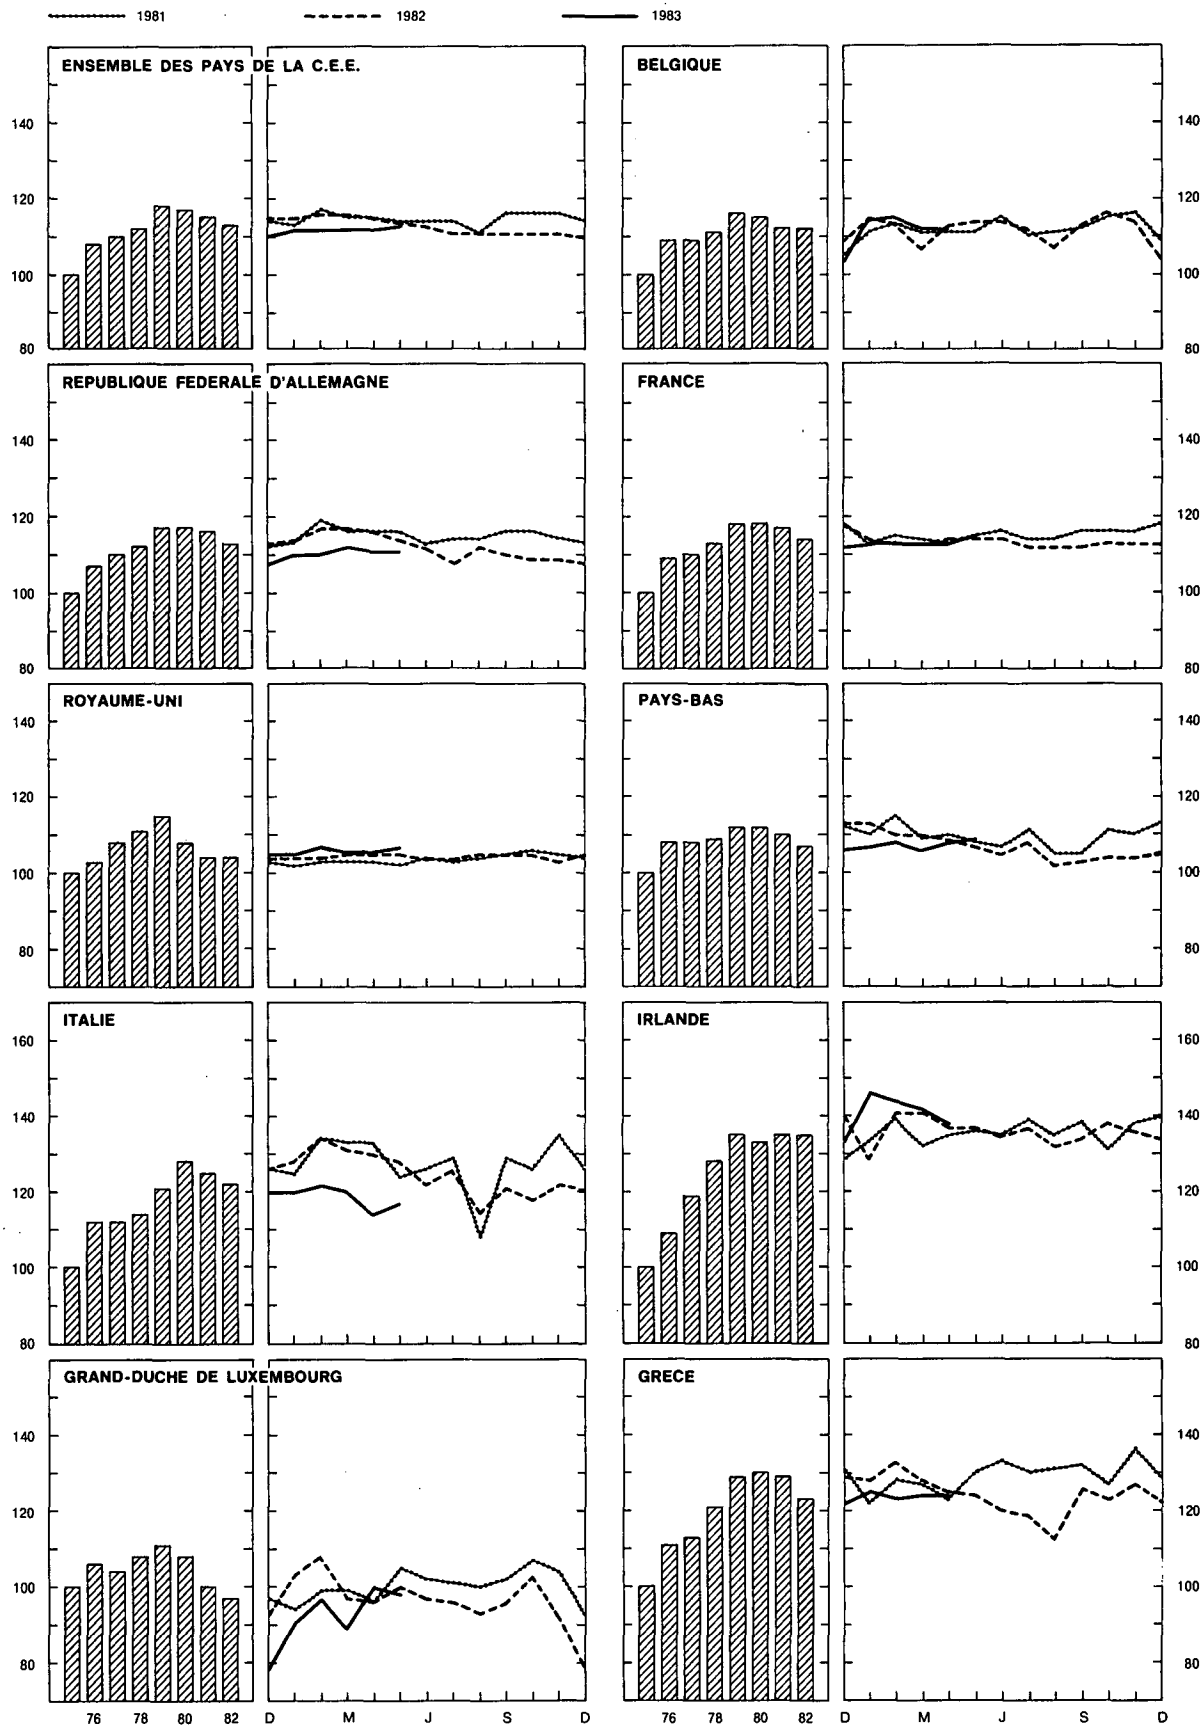 1981 1982 1983
ENSEMBLE DES PAYS DE LA C.E.E.
BELGIQUE
140 140
120 120
100 100
80 80
REPUBLIQUE FEDERALE D'ALLEMAGNE
FRANCE
140 140
120 120
100 100
80 80
ROYAUME-UNI
PAYS-BAS
140 140
120 120
100 100
80 80
ITALIE
IRLANDE
160 160
140 140
120 120
100 100
80 80
GRAND-DUCHE DE LUXEMBOURG
GRECE
140 140
120 120
100 100
80 80
76 78 80 82 D M J S D 76 78 80 82 D M J S D